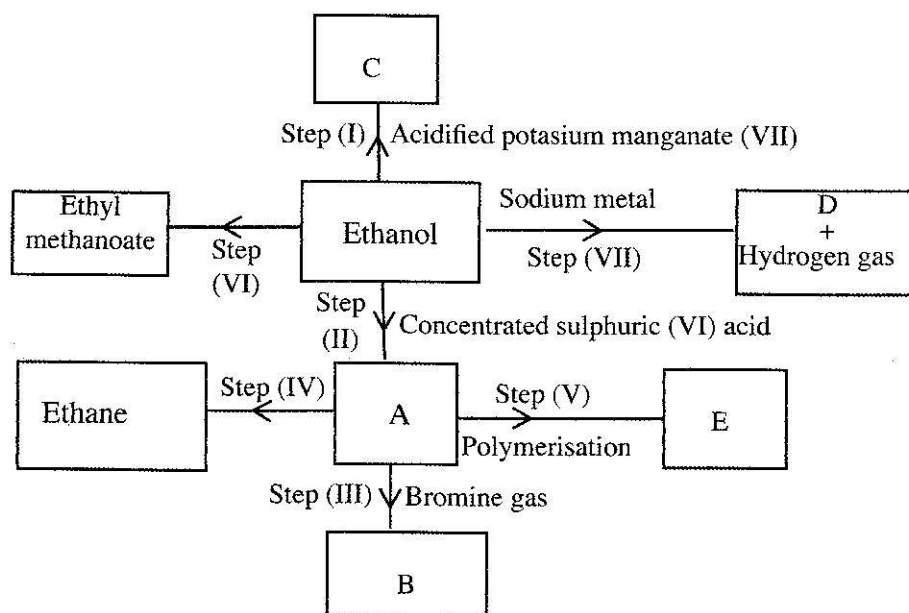 C
Step (I) Acidified potasium manganate (VII)
Ethyl
methanoate
Step
(VI)
Ethanol
Sodium metal
Step (VII)
D
+
Hydrogen gas
Step
(II)
Concentrated sulphuric (VI) acid
Ethane
Step (IV)
A
Step (V)
Polymerisation
E
Step (III) Bromine gas
B